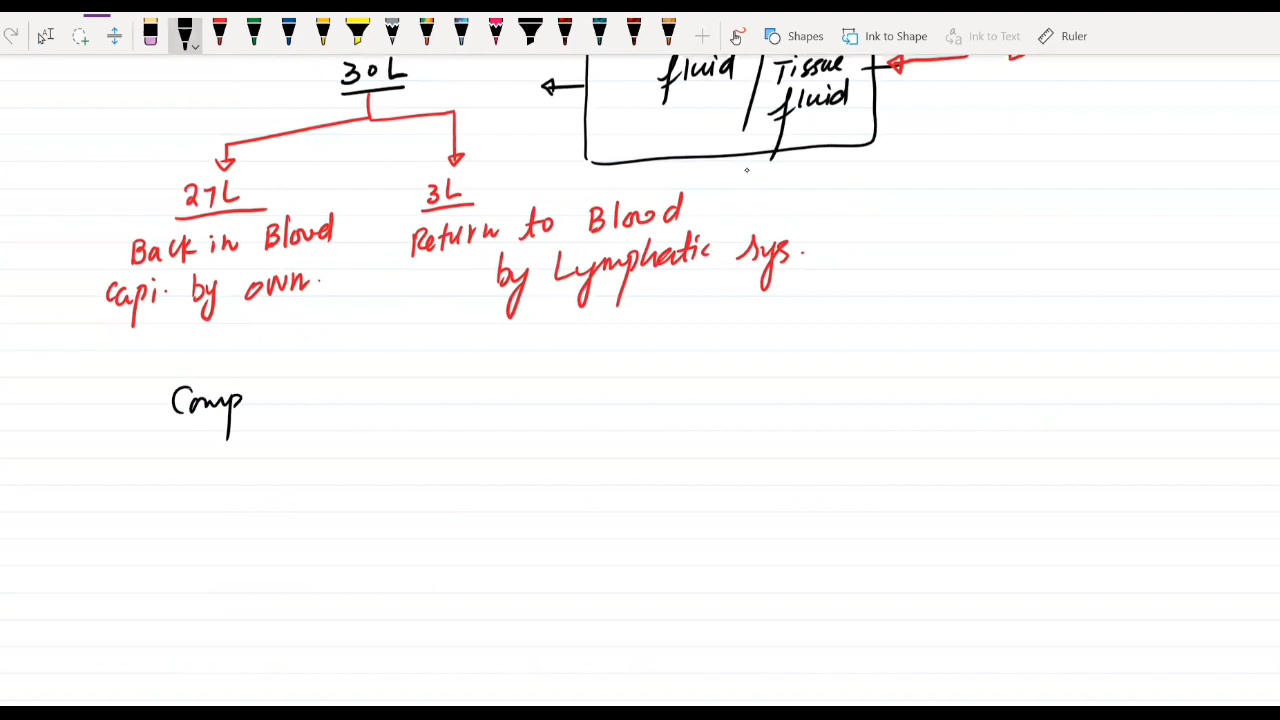 Shapes Ink to Shape Ink to Text Ruler
30L
fluid / Tissue
fluid
27L
3L
Back in Blood
capi. by own.
Return to Blood
by Lymphatic sys.
Comp